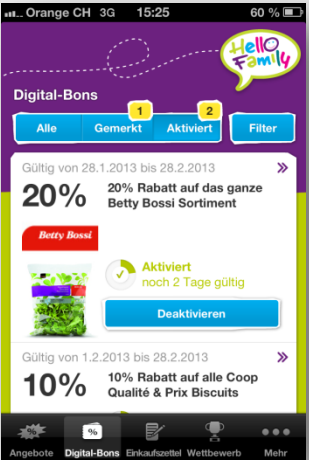 Orange CH 3G 15:25 60 %
Hello
Family
Digital-Bons
1 2
Alle Gemerkt Aktiviert Filter
Gültig von 28.1.2013 bis 28.2.2013
20% Rabatt auf das ganze
20%
Betty Bossi Sortiment
Betty Bossi
Aktiviert
noch 2 Tage gültig
Deaktivieren
Gültig von 1.2.2013 bis 28.2.2013
10% Rabatt auf alle Coop
10%
Qualité & Prix Biscuits
%
%
Angebote Digital-Bons Einkaufszettel Wettbewerb Mehr